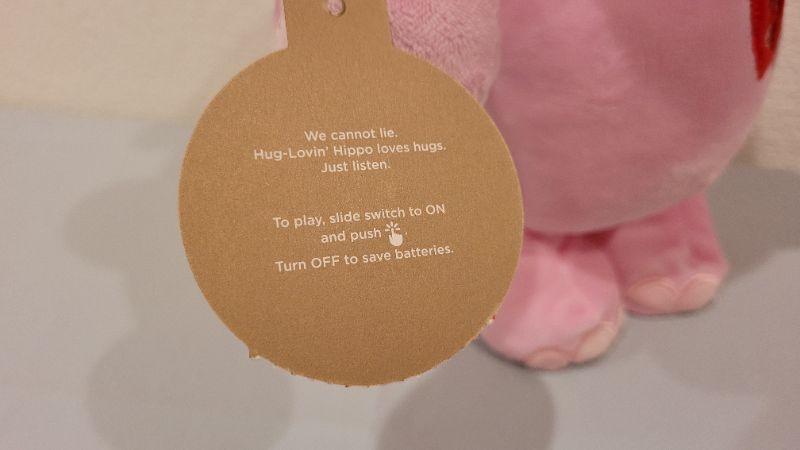 We cannot lie.
Hug-Lovin' Hippo loves hugs.
Just listen.
To play, slide switch to ON
and push .
Turn OFF to save batteries.